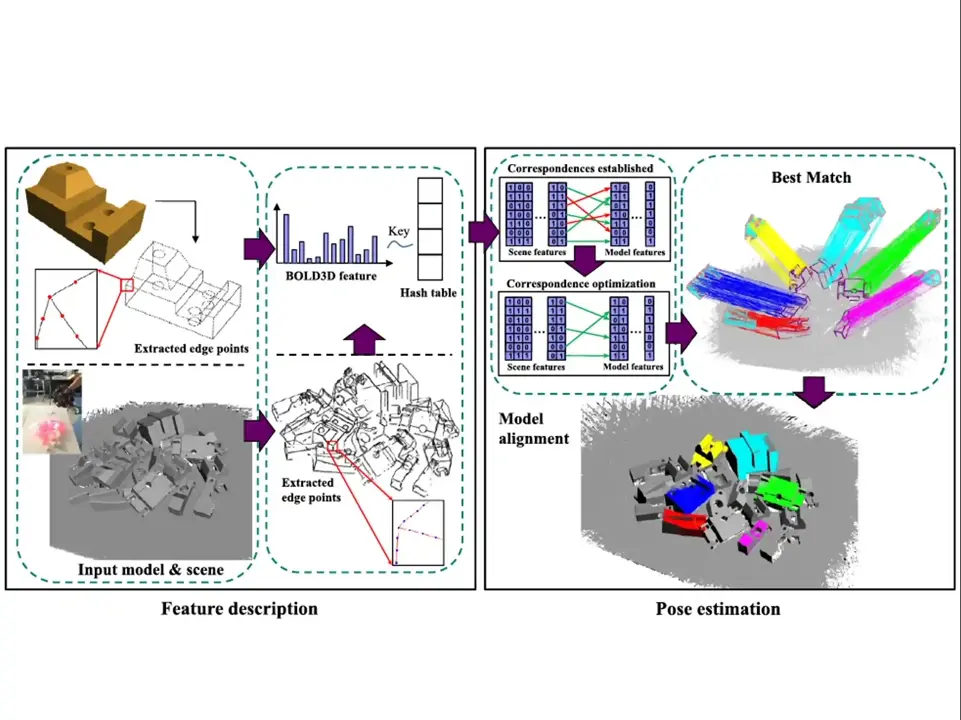 Extracted edge points
Input model & scene
BOLD3D feature
Key
Hash table
Extracted
edge points
Feature description
Correspondences established
Scene features
Model features
Correspondence optimization
Scene features
Model features
Best Match
Model
alignment
Pose estimation